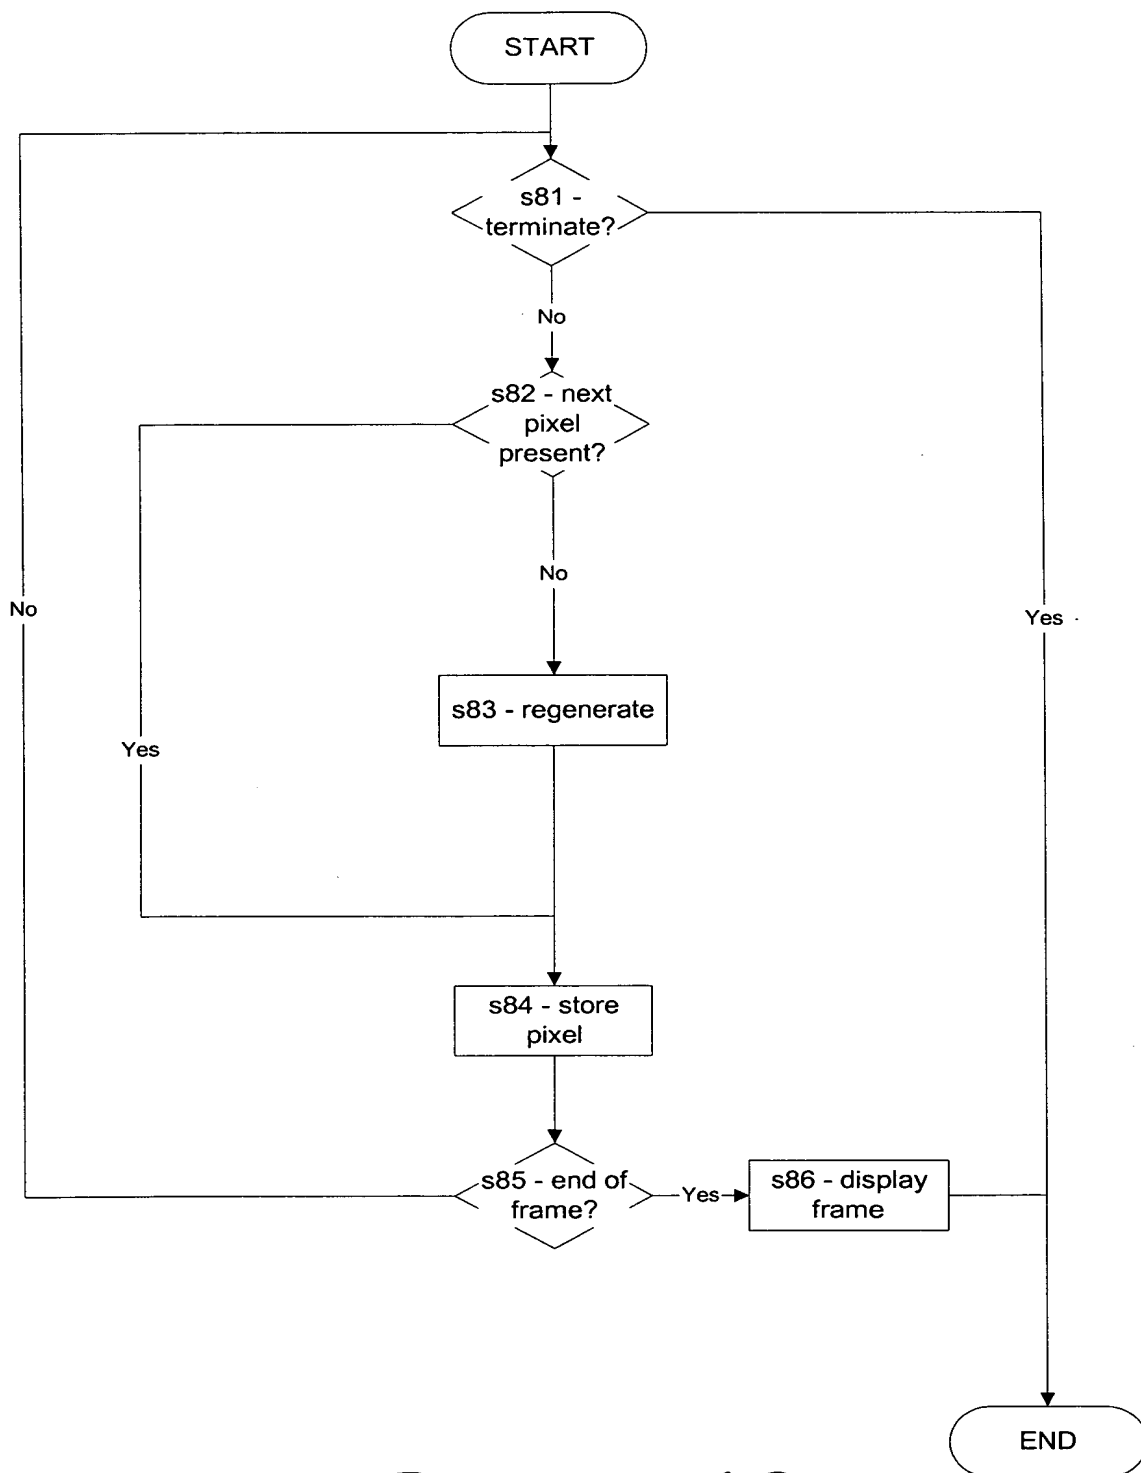 START
s81 -
terminate?
No
s82 - next
pixel
present?
No
No
Yes
s83 - regenerate
Yes
s84 - store
pixel
s85 - end of
frame?
Yes
s86 - display
frame
END